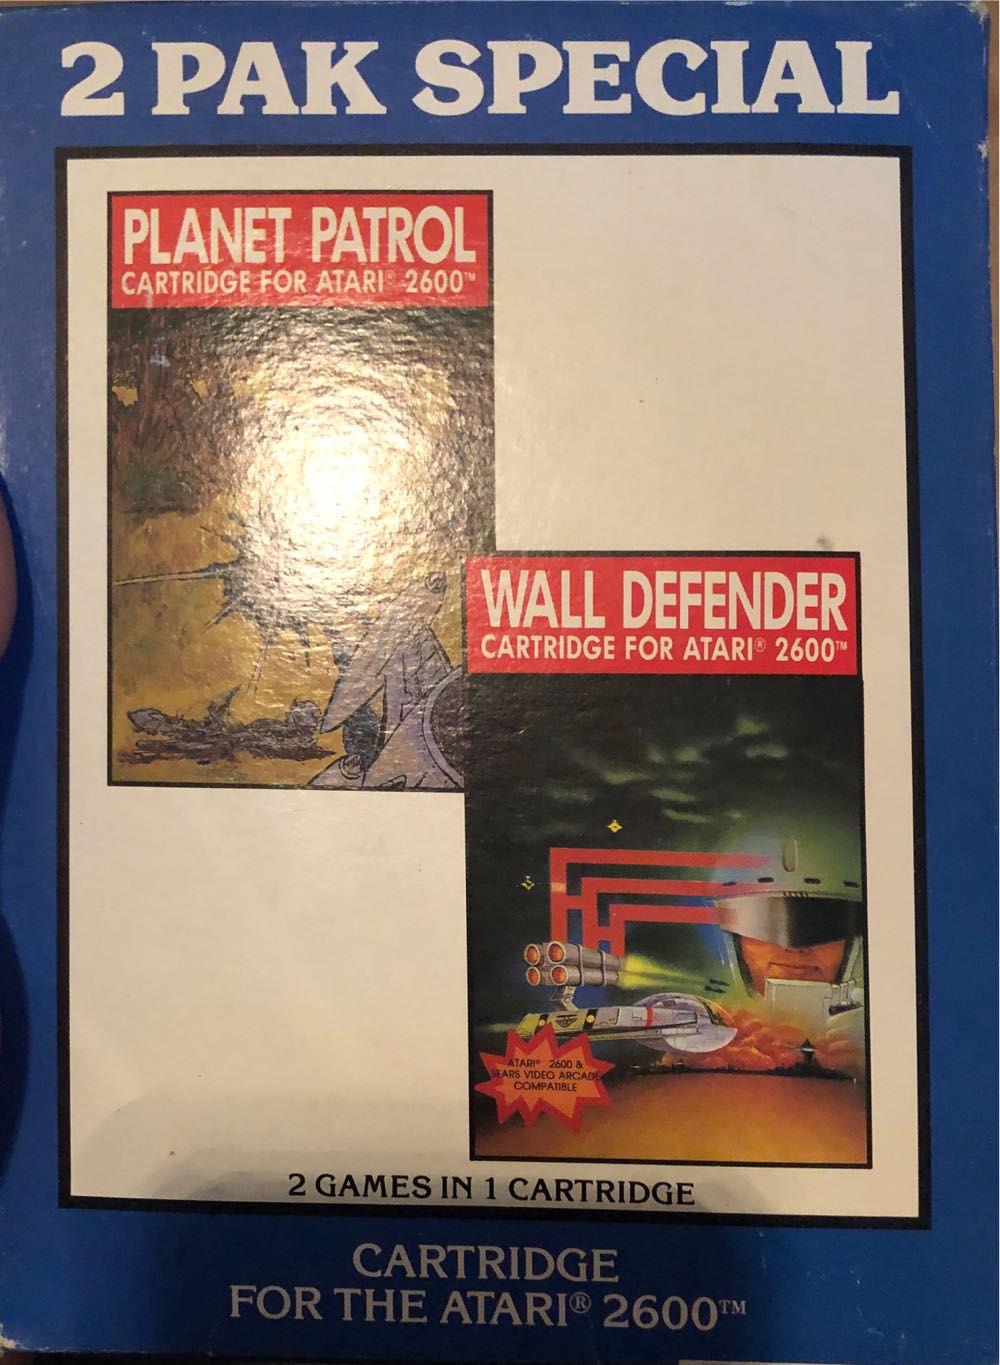 2 PAK SPECIAL
PLANET PATROL
CARTRIDGE FOR ATARI® 2600™
WALL DEFENDER
CARTRIDGE FOR ATARI® 2600™
ATARI® 2600 &
SEARS VIDEO ARCADE
COMPATIBLE
2 GAMES IN 1 CARTRIDGE
CARTRIDGE
FOR THE ATARI® 2600™